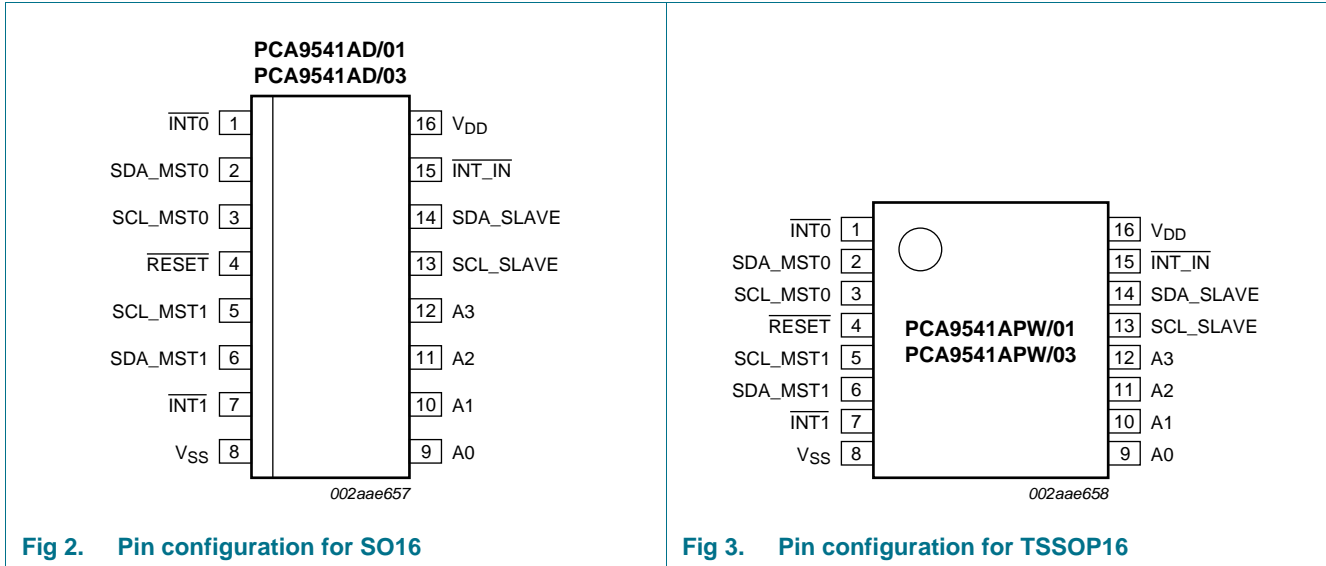 PCA9541AD/01
PCA9541AD/03
INT0 1
16 VDD
SDA_MST0 2
15 INT_IN
SCL_MST0 3
14 SDA_SLAVE
RESET 4
13 SCL_SLAVE
SCL_MST1 5
12 A3
SDA_MST1 6
11 A2
INT1 7
10 A1
VSS 8
9 A0
002aae657
Fig 2. Pin configuration for SO16
INT0 1
16 VDD
SDA_MST0 2
15 INT_IN
SCL_MST0 3
14 SDA_SLAVE
RESET 4
PCA9541APW/01
13 SCL_SLAVE
SCL_MST1 5
PCA9541APW/03
12 A3
SDA_MST1 6
11 A2
INT1 7
10 A1
VSS 8
9 A0
002aae658
Fig 3. Pin configuration for TSSOP16